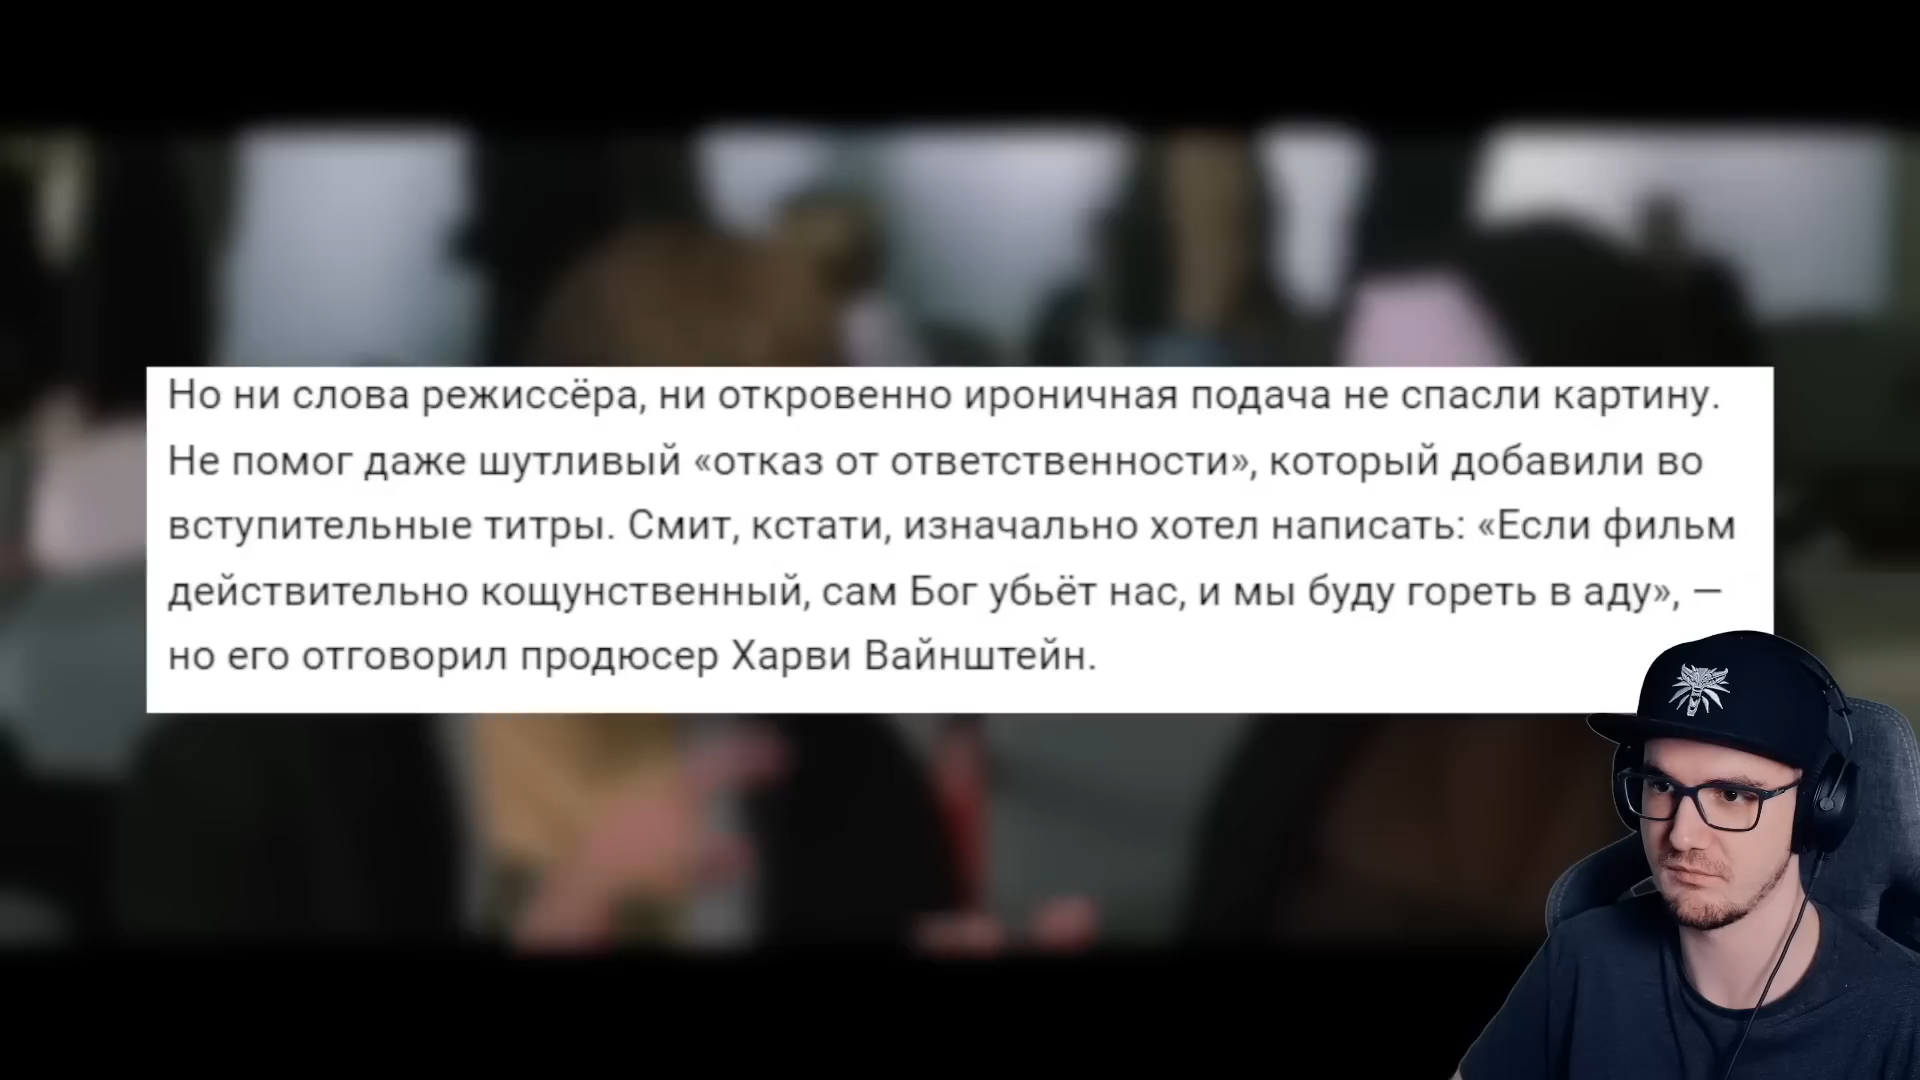 Но ни слова режиссёра, ни откровенно ироничная подача не спасли картину.
Не помог даже шутливый «отказ от ответственности», который добавили во
вступительные титры. Смит, кстати, изначально хотел написать: «Если фильм
действительно кощунственный, сам Бог убьёт нас, и мы буду гореть в аду», —
но его отговорил продюсер Харви Вайнштейн.